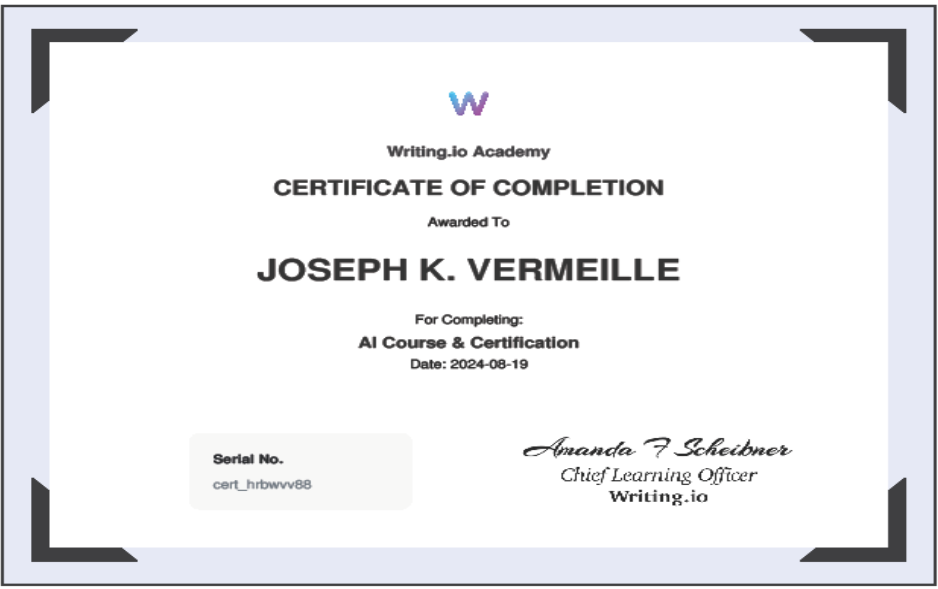 W
Writing.io Academy
CERTIFICATE OF COMPLETION
Awarded To
JOSEPH K. VERMEILLE
For Completing:
AI Course & Certification
Date: 2024-08-19
Serial No.
cert_hrbwvv88
Amanda F Scheibner
Chief Learning Officer
Writing.io